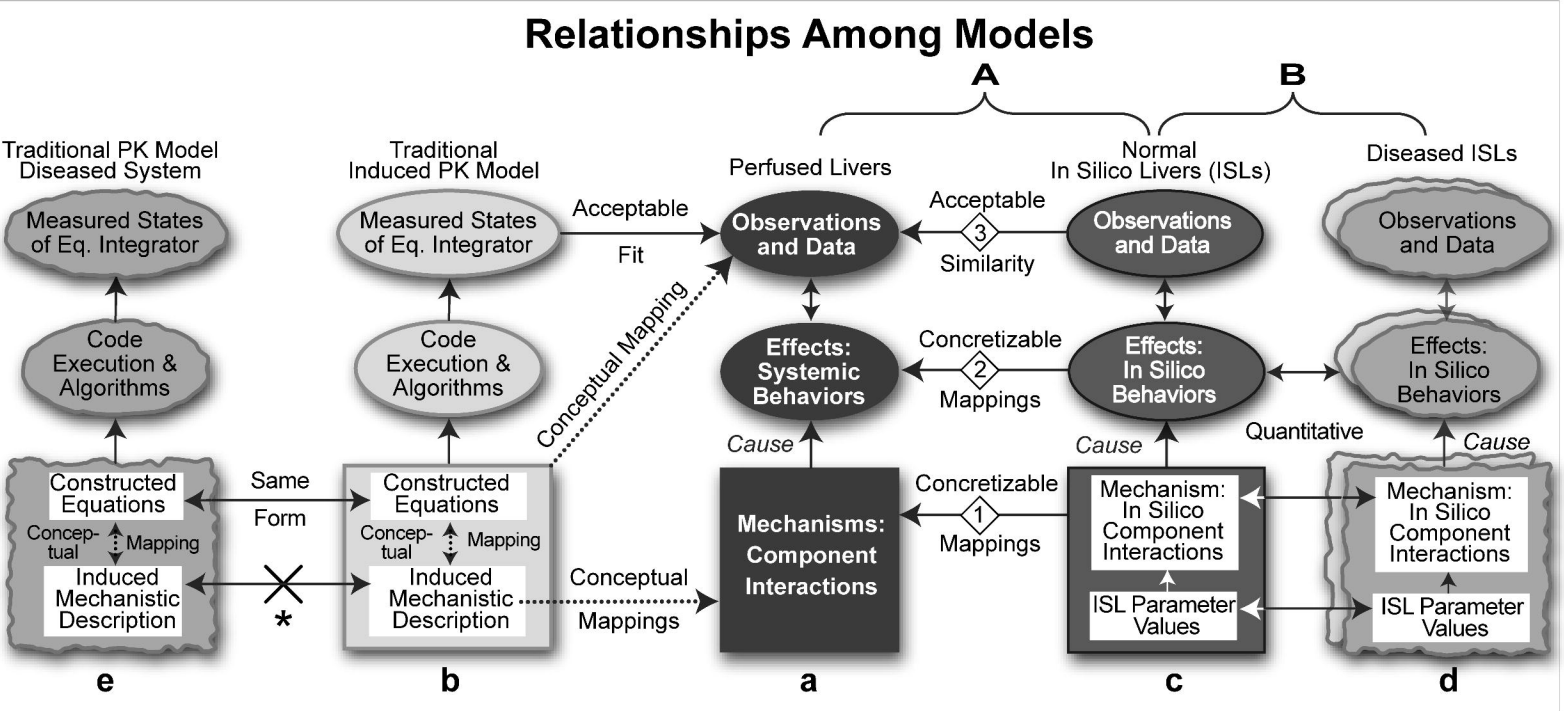 Relationships Among Models
A
B
Traditional PK Model
Diseased System
Measured States
of Eq. Integrator
Code
Execution &
Algorithms
Constructed
Equations
Concep-
tual
Mapping
Induced
Mechanistic
Description
e
Same
Form
*
Traditional
Induced PK Model
Measured States
of Eq. Integrator
Code
Execution &
Algorithms
Constructed
Equations
Concep-
tual
Mapping
Induced
Mechanistic
Description
b
Acceptable
Fit
Conceptual Mapping
Conceptual
Mappings
Perfused Livers
Observations
and Data
Effects:
Systemic
Behaviors
Cause
Mechanisms:
Component
Interactions
a
Acceptable
3
Similarity
Concretizable
2
Mappings
Concretizable
1
Mappings
Normal
In Silico Livers (ISLs)
Observations
and Data
Effects:
In Silico
Behaviors
Cause
Mechanism:
In Silico
Component
Interactions
ISL Parameter
Values
c
Quantitative
Diseased ISLs
Observations
and Data
Effects:
In Silico
Behaviors
Cause
Mechanism:
In Silico
Component
Interactions
ISL Parameter
Values
d